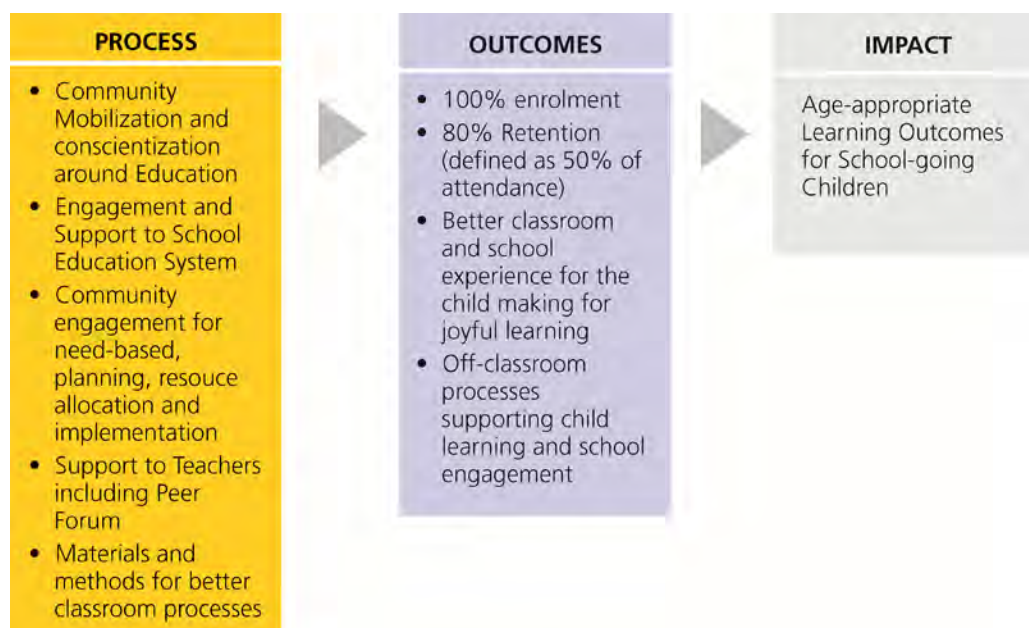 PROCESS
• Community
Mobilization and
conscientization
around Education
• Engagement and
Support to School
Education System
• Community
engagement for
need-based,
planning, resouce
allocation and
implementation
• Support to Teachers
including Peer
Forum
• Materials and
methods for better
classroom processes
OUTCOMES
• 100% enrolment
• 80% Retention
(defined as 50% of
attendance)
• Better classroom
and school
experience for the
child making for
joyful learning
• Off-classroom
processes
supporting child
learning and school
engagement
IMPACT
Age-appropriate
Learning Outcomes
for School-going
Children